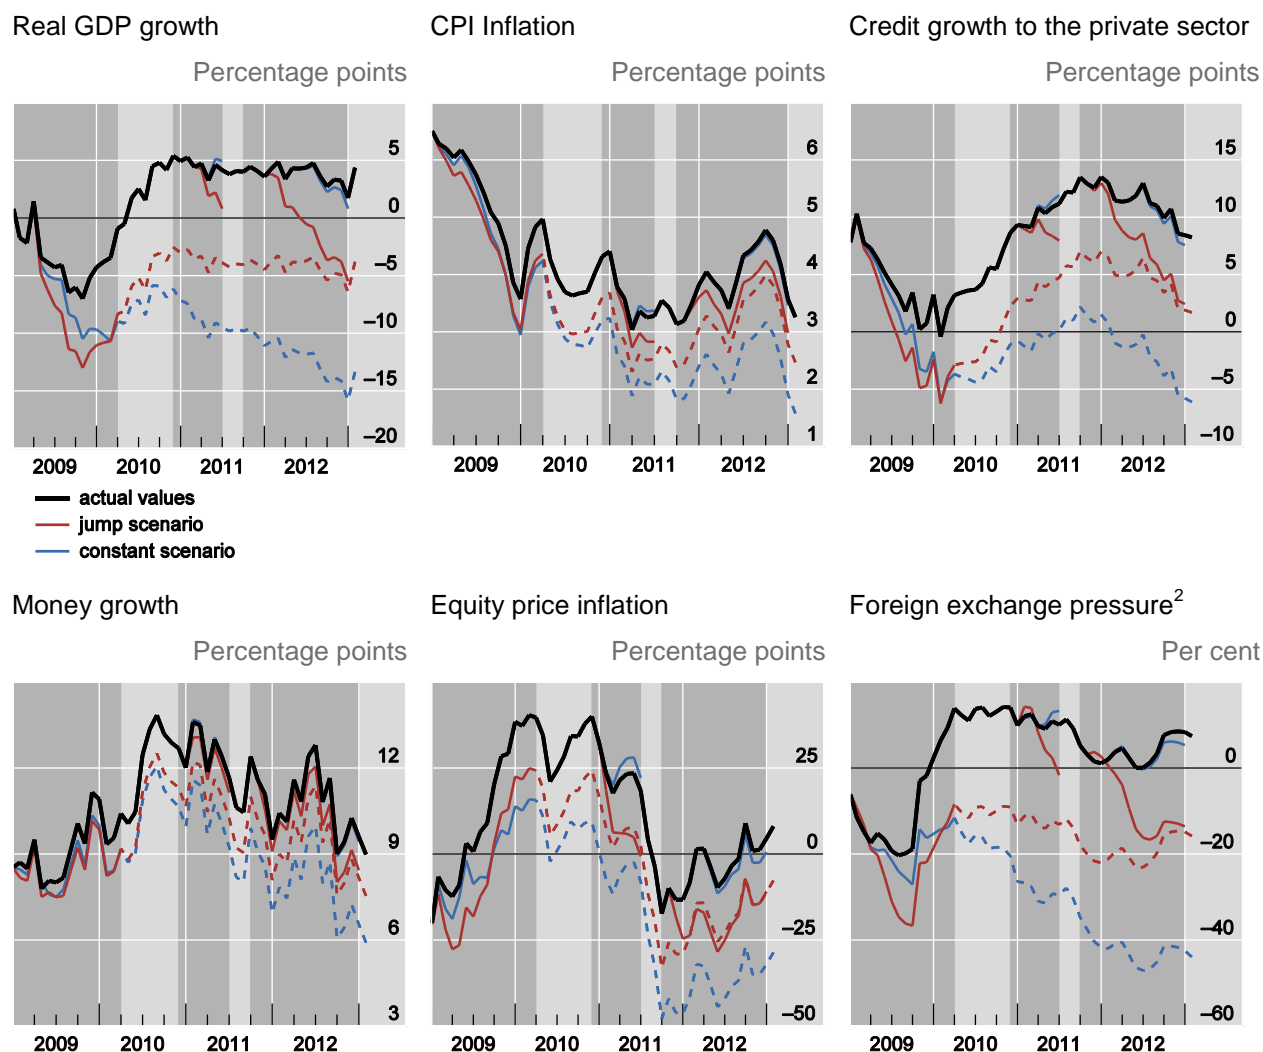 Real GDP growth
Percentage points
5
0
–5
–10
–15
–20
2009 2010 2011 2012
CPI Inflation
Percentage points
6
5
4
3
2
1
2009 2010 2011 2012
Credit growth to the private sector
Percentage points
15
10
5
0
–5
–10
2009 2010 2011 2012
actual values
jump scenario
constant scenario
Money growth
Percentage points
12
9
6
3
2009 2010 2011 2012
Equity price inflation
Percentage points
25
0
–25
–50
2009 2010 2011 2012
Foreign exchange pressure²
Per cent
0
–20
–40
–60
2009 2010 2011 2012